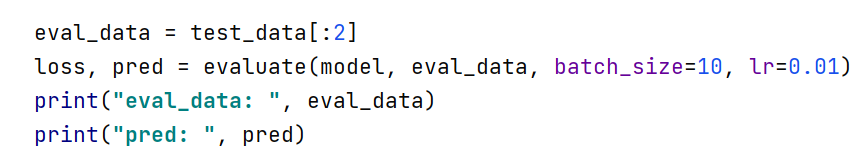 eval_data = test_data[:2]
loss, pred = evaluate(model, eval_data, batch_size=10, lr=0.01)
print("eval_data: ", eval_data)
print("pred: ", pred)